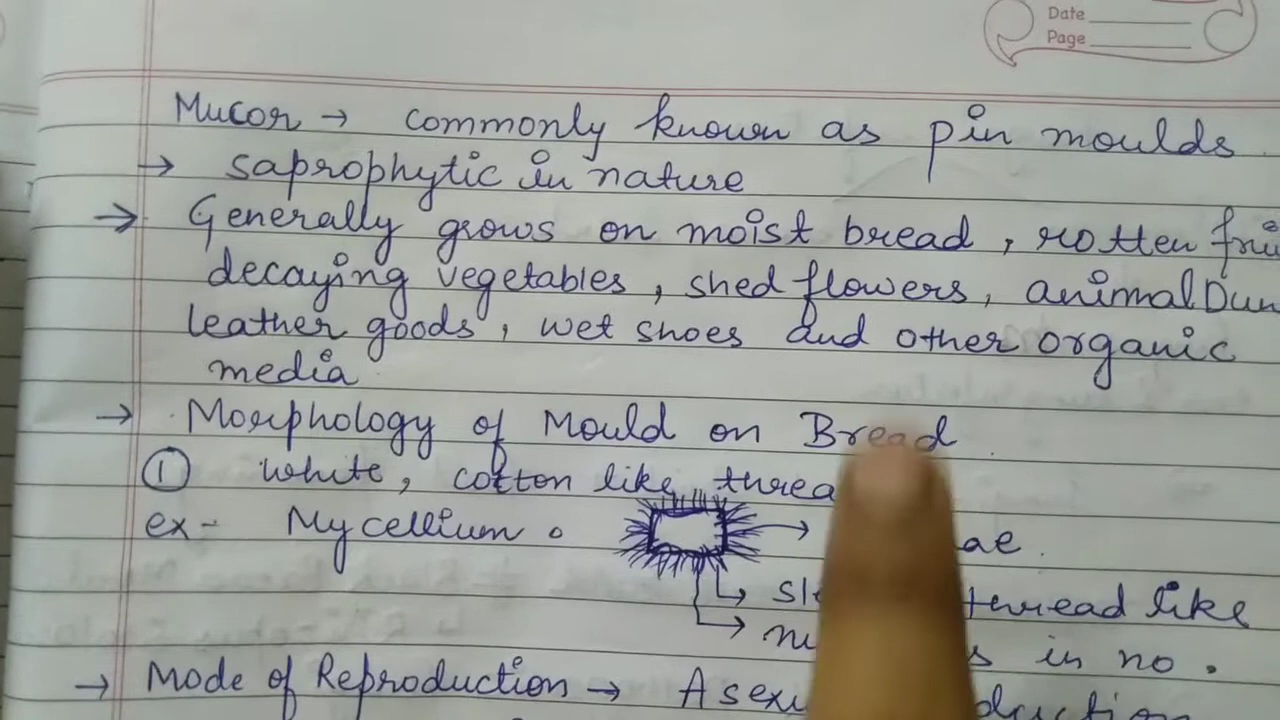 Date
Page
Mucor → commonly known as pin moulds
→ saprophytic in nature
→ Generally grows on moist bread, rotten
decaying vegetables, shed flowers, animal
leather goods, wet shoes and other organic
media
→ Morphology of Mould on Bread
① White, cotton like
ex- Mycellium.
thread like
in no.
→ Mode of Reproduction →